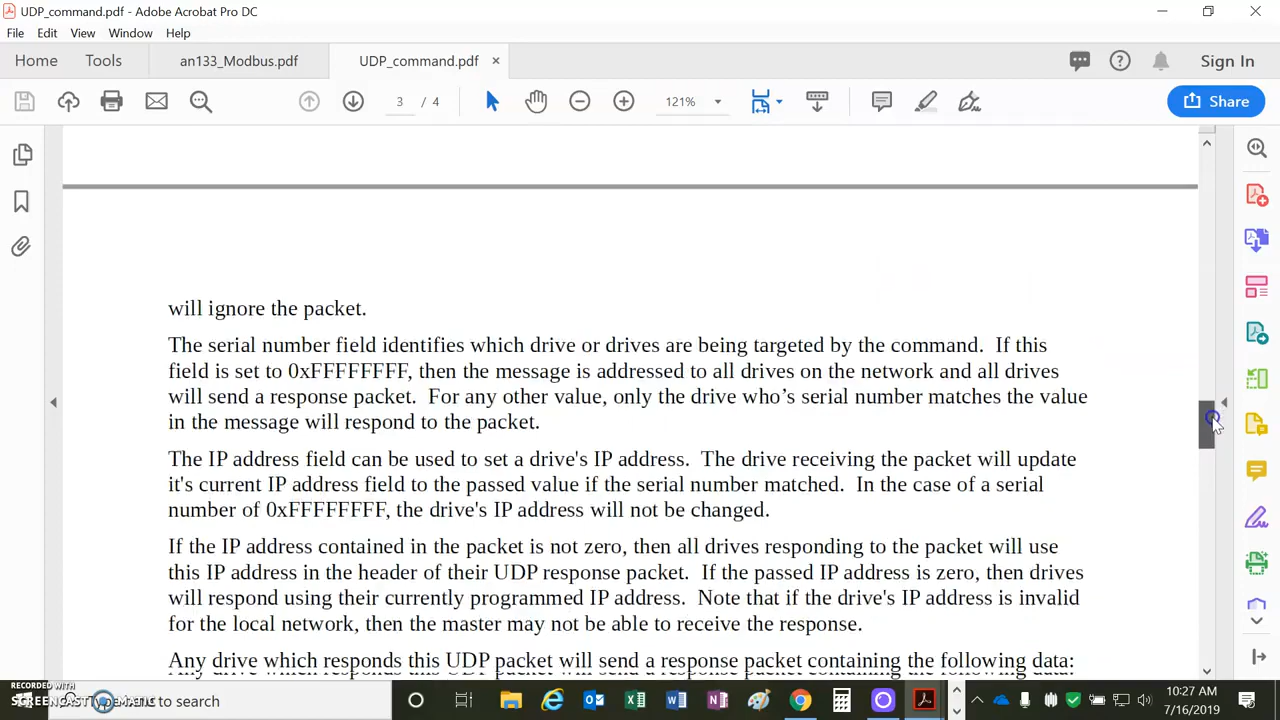 UDP_command.pdf - Adobe Acrobat Pro DC
File Edit View Window Help
Home Tools an133_Modbus.pdf UDP_command.pdf × Sign In
3 / 4 121% Share
will ignore the packet.
The serial number field identifies which drive or drives are being targeted by the command. If this
field is set to 0xFFFFFFFF, then the message is addressed to all drives on the network and all drives
will send a response packet. For any other value, only the drive who’s serial number matches the value
in the message will respond to the packet.
The IP address field can be used to set a drive's IP address. The drive receiving the packet will update
it's current IP address field to the passed value if the serial number matched. In the case of a serial
number of 0xFFFFFFFF, the drive's IP address will not be changed.
If the IP address contained in the packet is not zero, then all drives responding to the packet will use
this IP address in the header of their UDP response packet. If the passed IP address is zero, then drives
will respond using their currently programmed IP address. Note that if the drive's IP address is invalid
for the local network, then the master may not be able to receive the response.
Any drive which responds this UDP packet will send a response packet containing the following data:
RECORDED WITH
SCREENCASTOMATIC
to search
10:27 AM
7/16/2019